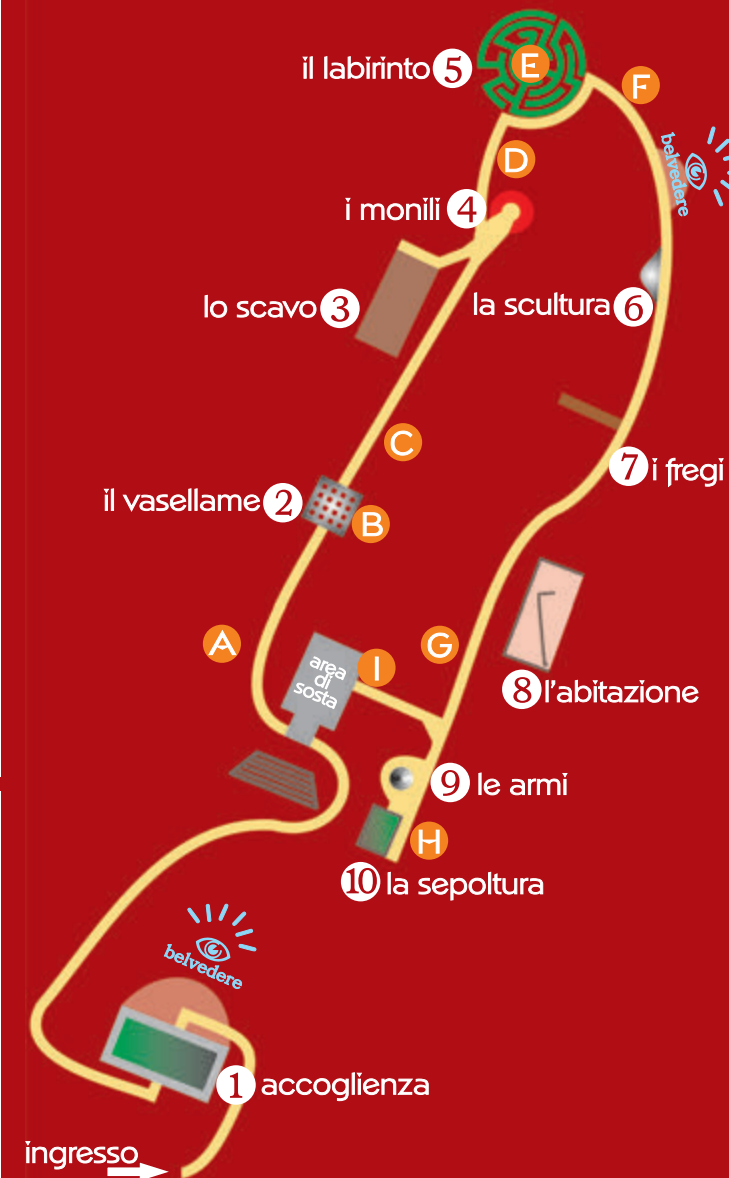 il labirinto 5
E
F
belvedere
D
i monili 4
lo scavo 3
la scultura 6
C
7 i fregi
il vasellame 2
B
A
area
di
sosta
I
G
8 l'abitazione
9 le armi
H
10 la sepoltura
belvedere
1 accoglienza
ingresso